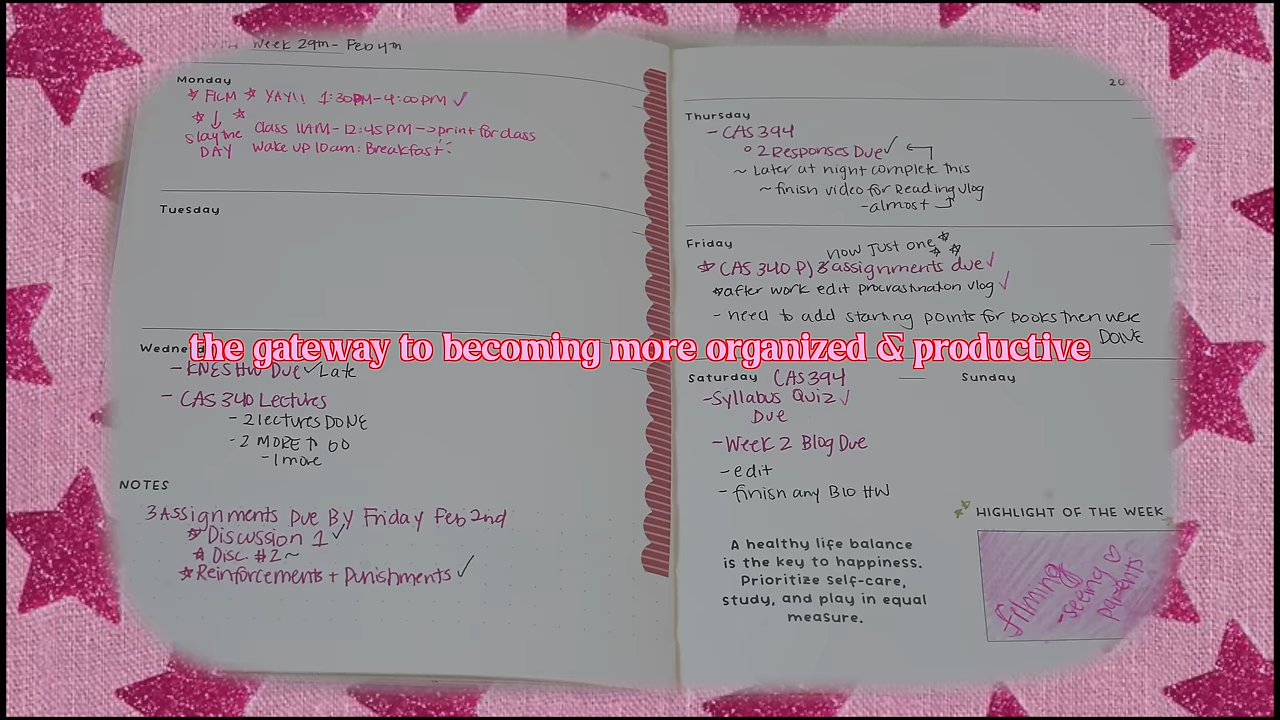 Week 29th - Feb 4th
Monday
FILM YAY!! 1:30PM-4:00PM ✓
slay the DAY
Class 11AM-12:45PM → print for class
Wake up 10am: Breakfast
Tuesday
the gateway to becoming more organized & productive
Wednesd
- KNES HW Due ✓ Late
- CAS 340 Lectures
- 2 lectures DONE
- 2 MORE to GO
- 1 more
NOTES
3 Assignments Due By Friday Feb 2nd
Discussion 1 ✓
Disc. #2 ~
Reinforcements + Punishments ✓
20
Thursday
- CAS 394
○ 2 Responses Due ✓
~ Later at night complete this
~ finish video for Reading vlog
- almost
Friday
now Just one
CAS 340 P) 3 assignments due ✓
after work edit procrastination vlog ✓
- need to add starting points for books then were
DONE
Saturday CAS 394
- Syllabus Quiz ✓
Due
- Week 2 Blog Due
- edit
- finish any BIO HW
Sunday
A healthy life balance
is the key to happiness.
Prioritize self-care,
study, and play in equal
measure.
HIGHLIGHT OF THE WEEK
filming
- seeing
parents